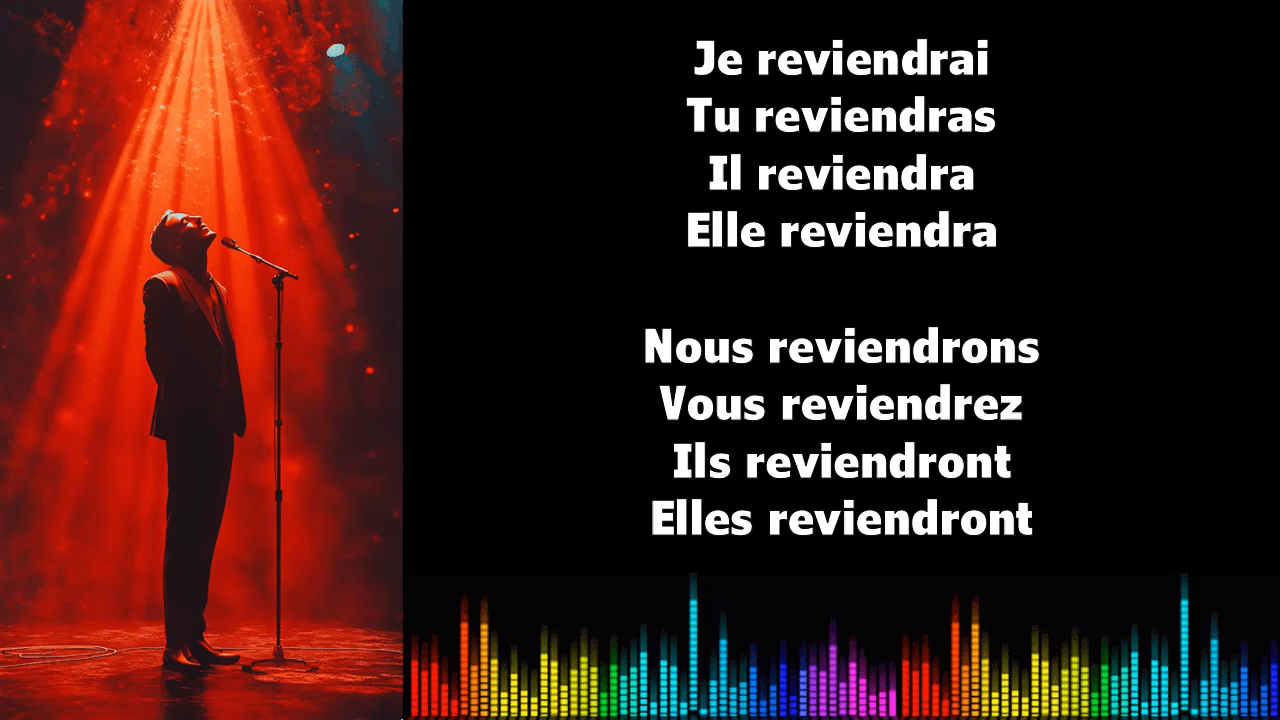 Je reviendrai
Tu reviendras
Il reviendra
Elle reviendra
Nous reviendrons
Vous reviendrez
Ils reviendront
Elles reviendront